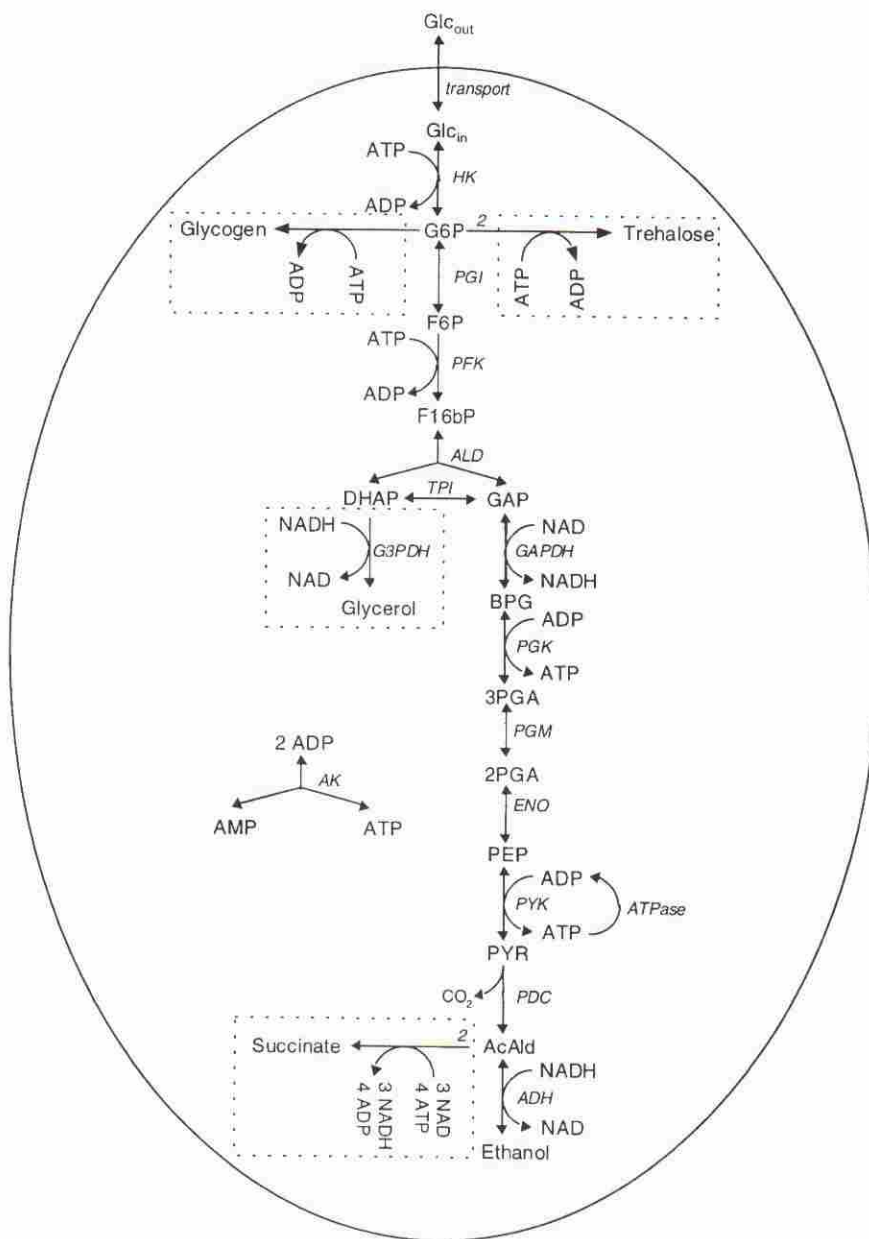 Glc_out
transport
Glc_in
ATP
HK
ADP
Glycogen
G6P
2
Trehalose
ADP
ATP
PGI
ATP
ADP
F6P
ATP
PFK
ADP
F16bP
ALD
DHAP
TPI
GAP
NADH
G3PDH
NAD
Glycerol
NAD
GAPDH
NADH
BPG
ADP
PGK
ATP
3PGA
PGM
2 ADP
AK
AMP
ATP
2PGA
ENO
PEP
ADP
PYK
ATP
ATPase
PYR
CO2
PDC
Succinate
2
AcAld
3 NAD
4 ATP
3 NADH
4 ADP
NADH
ADH
NAD
Ethanol